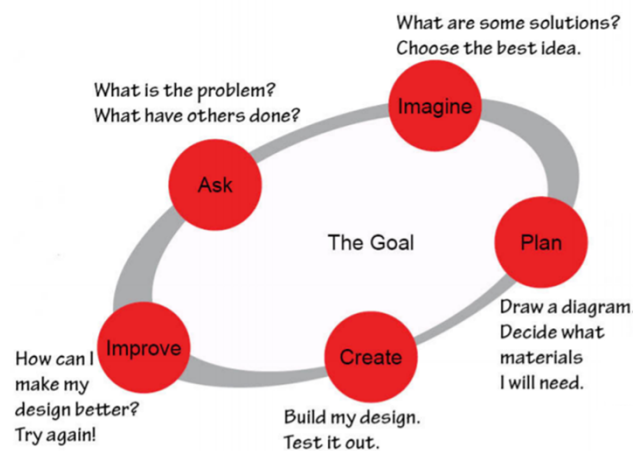 What are some solutions?
Choose the best idea.
Imagine
What is the problem?
What have others done?
Ask
The Goal
Plan
Draw a diagram.
Decide what
materials
I will need.
Create
Build my design.
Test it out.
Improve
How can I
make my
design better?
Try again!